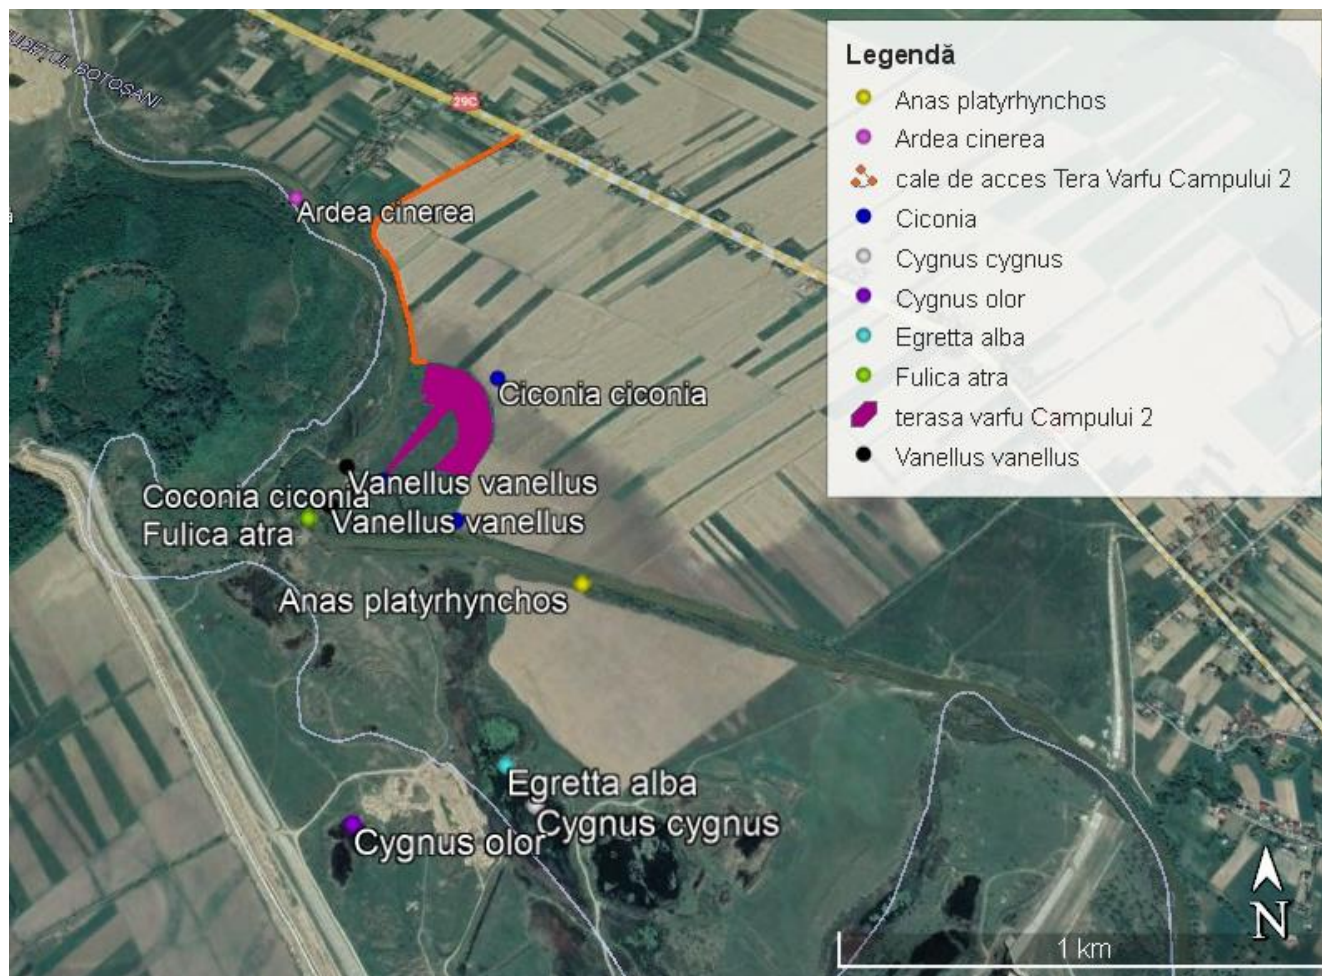 JUDEȚUL BOTOȘANI
29C
Ardea cinerea
Ciconia ciconia
Vanellus vanellus
Coconia ciconia
Vanellus vanellus
Fulica atra
Anas platyrhynchos
Egretta alba
Cygnus cygnus
Cygnus olor
Legendă
Anas platyrhynchos
Ardea cinerea
cale de acces Tera Varfu Campului 2
Ciconia
Cygnus cygnus
Cygnus olor
Egretta alba
Fulica atra
terasa varfu Campului 2
Vanellus vanellus
N
1 km